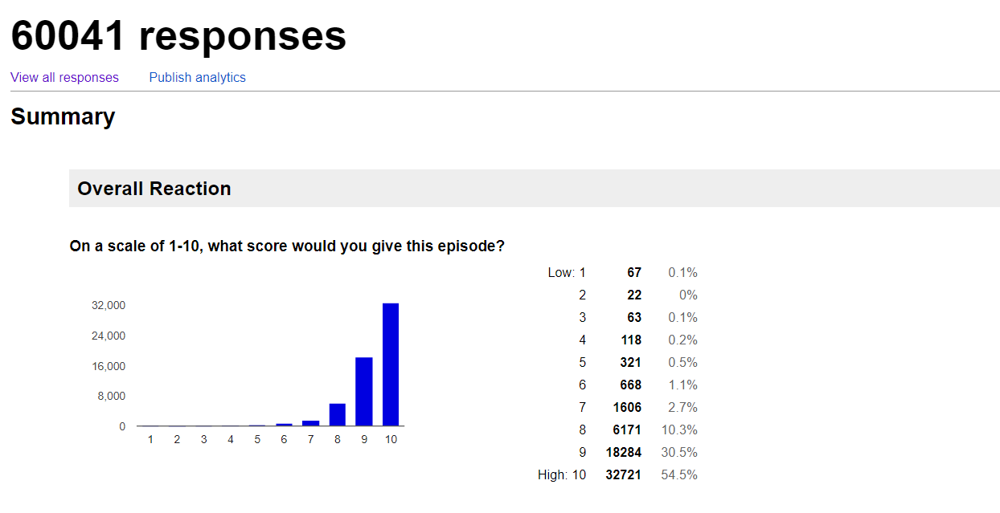 60041 responses
View all responses Publish analytics
Summary
Overall Reaction
On a scale of 1-10, what score would you give this episode?
32,000
24,000
16,000
8,000
0
1 2 3 4 5 6 7 8 9 10
Low: 1 67 0.1%
2 22 0%
3 63 0.1%
4 118 0.2%
5 321 0.5%
6 668 1.1%
7 1606 2.7%
8 6171 10.3%
9 18284 30.5%
High: 10 32721 54.5%